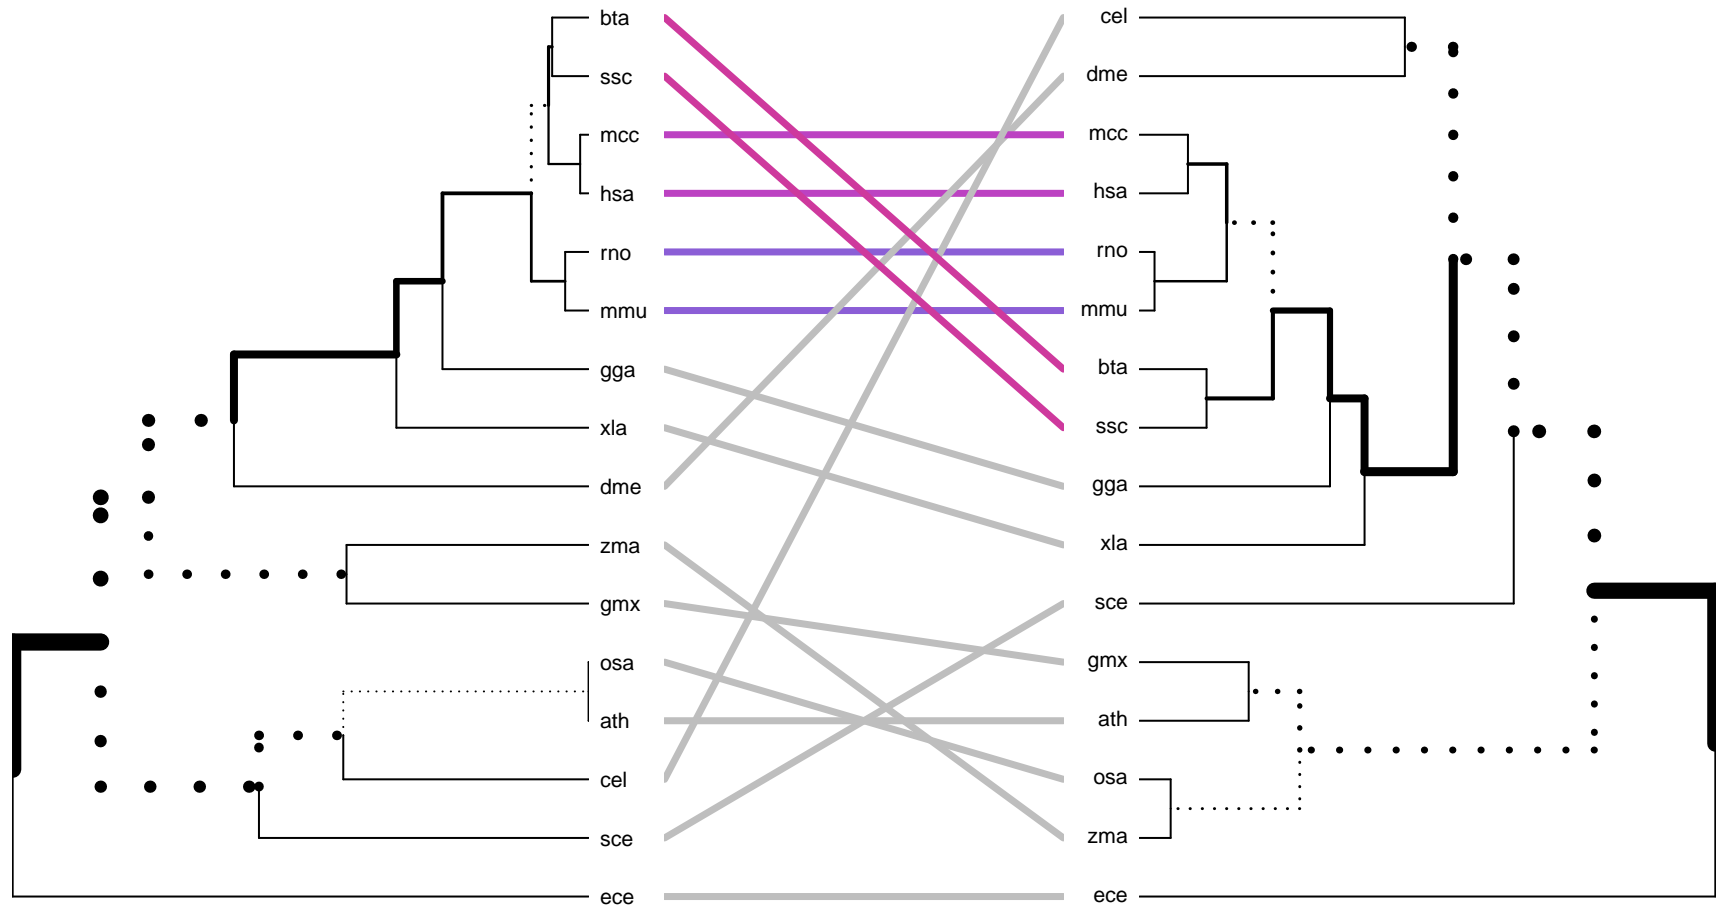 bta cel
ssc dme
mcc mcc
hsa hsa
rno rno
mmu mmu
gga bta
xla ssc
dme gga
zma xla
gmx sce
osa gmx
ath ath
cel osa
sce zma
ece ece